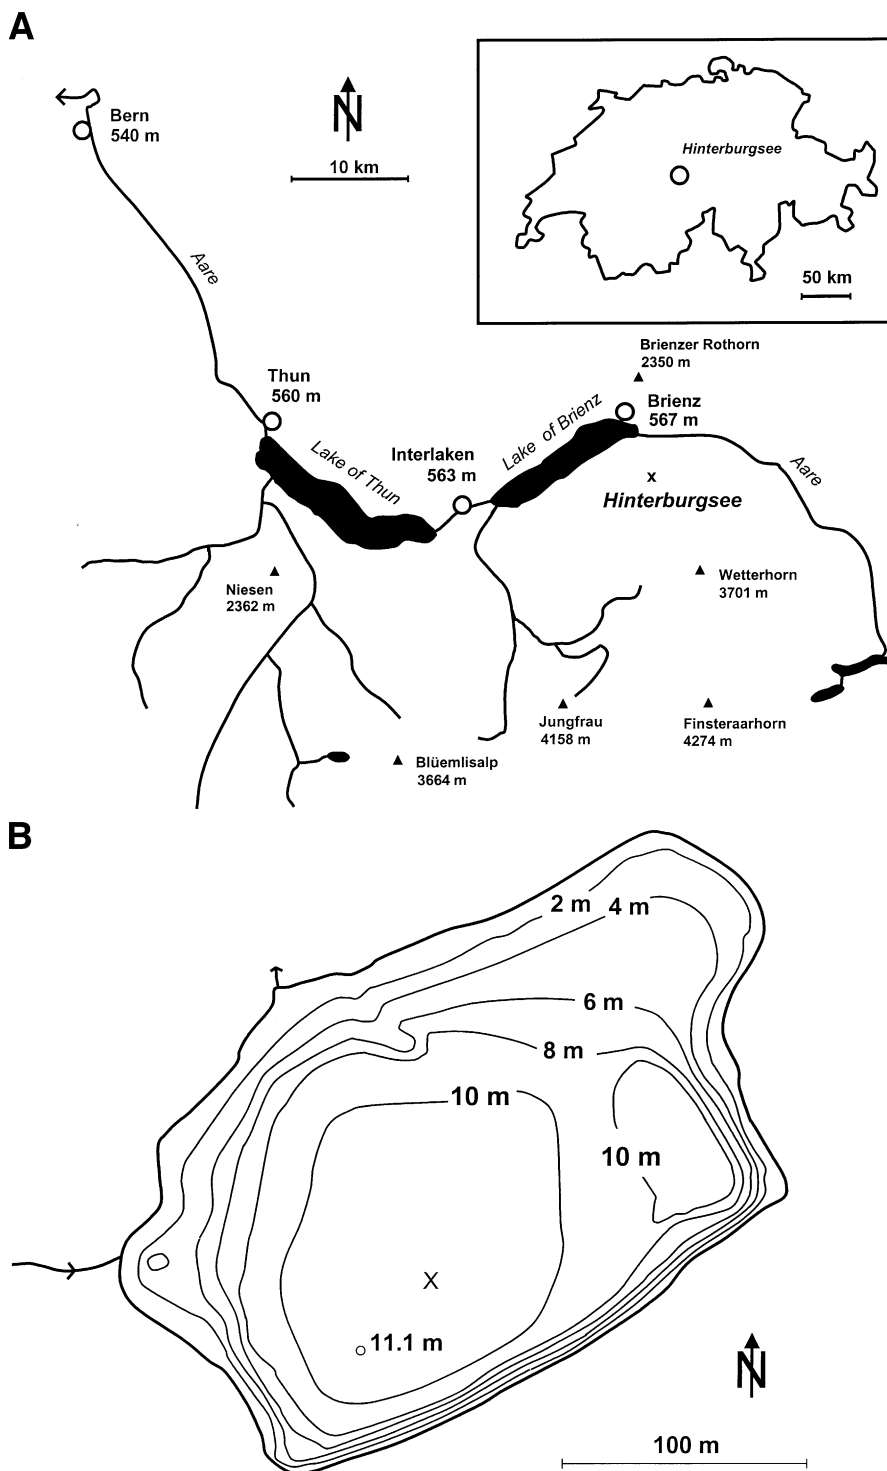 A
Bern
540 m
N
10 km
Hinterburgsee
50 km
Aare
Brienzer Rothorn
2350 m
Thun
560 m
Brienz
567 m
Lake of Brienz
Interlaken
563 m
Lake of Thun
Aare
x
Hinterburgsee
Niesen
2362 m
Wetterhorn
3701 m
Jungfrau
4158 m
Finsteraarhorn
4274 m
Blüemlisalp
3664 m
B
2 m 4 m
6 m
8 m
10 m
10 m
X
11.1 m
N
100 m